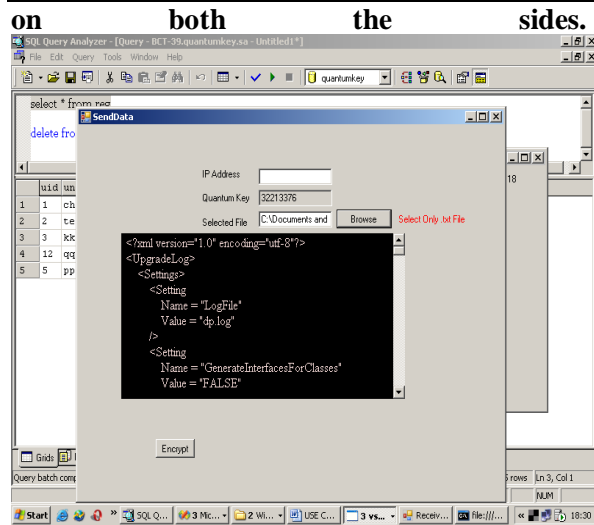 on both the sides.
SQL Query Analyzer - [Query - BCT-39.quantumkey.sa - Untitled1*]
File Edit Query Tools Window Help
quantumkey
select * from reg
delete fro
SendData
IP Address
Quantum Key 32213376
Selected File C:\Documents and Browse Select Only .txt File
18
uid un
1 1 ch
2 2 te
3 3 kk
4 12 qq
5 5 pp
<?xml version="1.0" encoding="utf-8"?>
<UpgradeLog>
<Settings>
<Setting
Name = "LogFile"
Value = "dp.log"
/>
<Setting
Name = "GenerateInterfacesForClasses"
Value = "FALSE"
Encrypt
Grids
Query batch comp rows Ln 3, Col 1
NUM
Start » SQL Q... 3 Mic... 2 Wi... USE C... 3 vs... Receiv... file:///... « 18:30